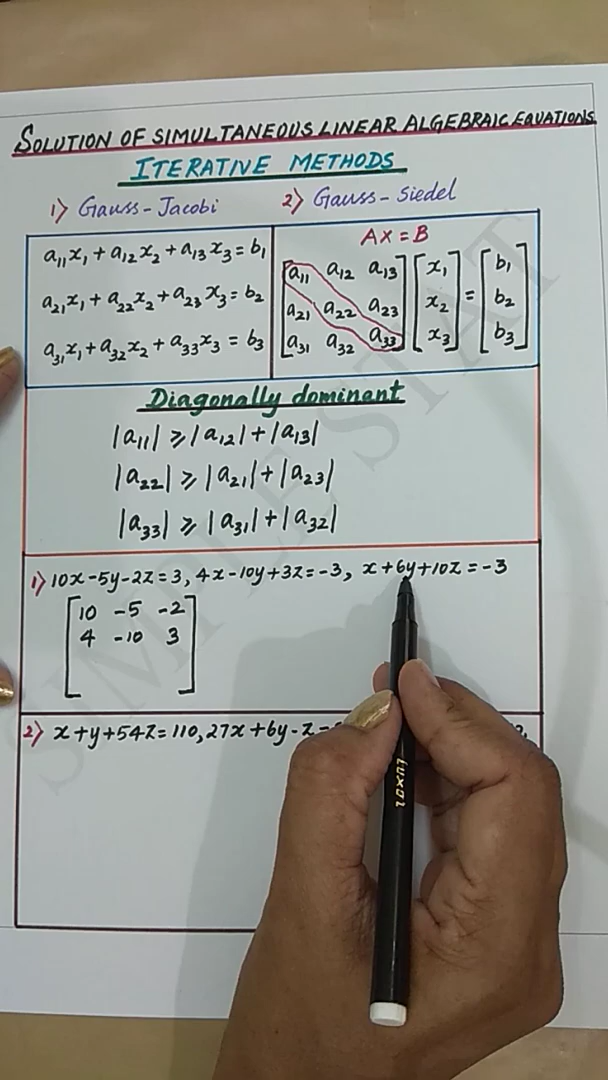 SOLUTION OF SIMULTANEOUS LINEAR ALGEBRAIC EQUATIONS
ITERATIVE METHODS
1) Gauss-Jacobi 2) Gauss-Siedel
a11x1 + a12x2 + a13x3 = b1
a21x1 + a22x2 + a23x3 = b2
a31x1 + a32x2 + a33x3 = b3
AX = B
a11 a12 a13 x1 b1
a21 a22 a23 x2 = b2
a31 a32 a33 x3 b3
Diagonally dominant
|a11| ⩾ |a12| + |a13|
|a22| ⩾ |a21| + |a23|
|a33| ⩾ |a31| + |a32|
1) 10x-5y-2z=3, 4x-10y+3z=-3, x+6y+10z=-3
10 -5 -2
4 -10 3
2) x+y+54z=110, 27x+6y-z=
SIMPLE STAT
LUXOR